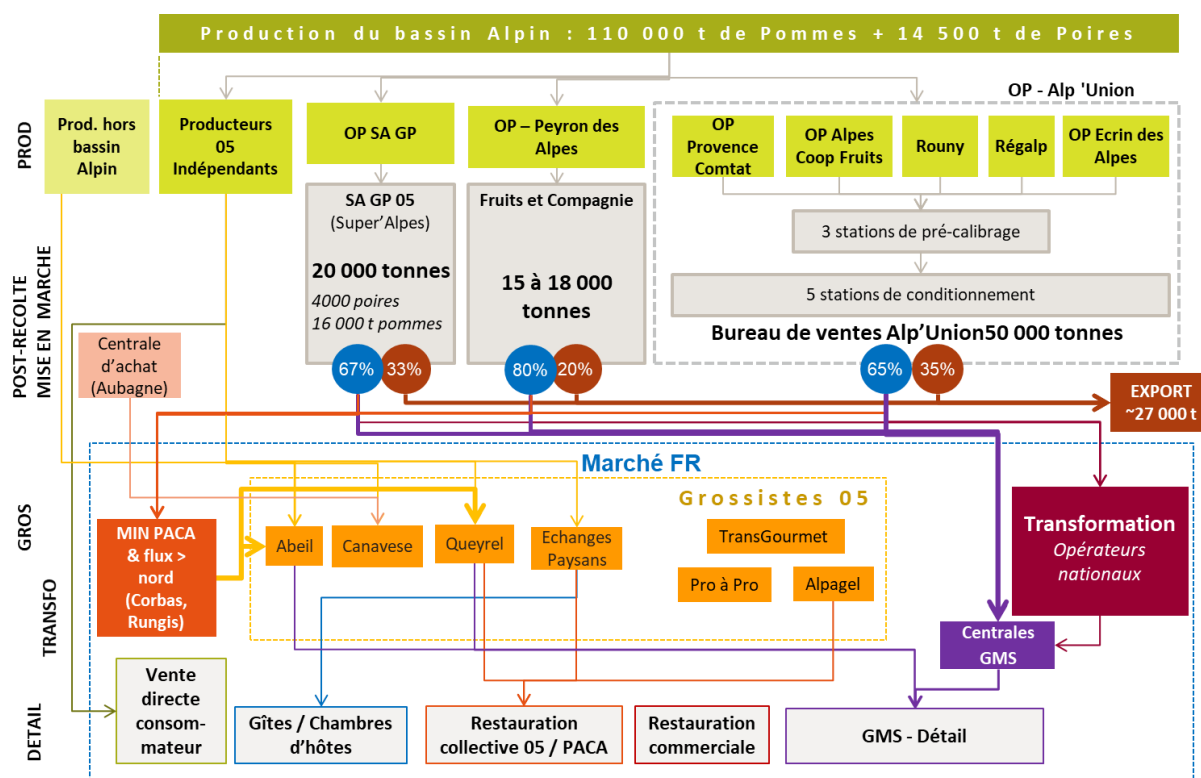 Production du bassin Alpin : 110 000 t de Pommes + 14 500 t de Poires
OP - Alp 'Union
PROD
Prod. hors
bassin
Alpin
Producteurs
05
Indépendants
OP SA GP
OP – Peyron des
Alpes
OP
Provence
Comtat
OP Alpes
Coop Fruits
Rouny
Régalp
OP Ecrin des
Alpes
POST-RECOLTE
MISE EN MARCHE
SA GP 05
(Super'Alpes)
20 000 tonnes
4000 poires
16 000 t pommes
Fruits et Compagnie
15 à 18 000
tonnes
3 stations de pré-calibrage
5 stations de conditionnement
Bureau de ventes Alp'Union50 000 tonnes
Centrale
d'achat
(Aubagne)
67%
33%
80%
20%
65%
35%
EXPORT
~27 000 t
Marché FR
GROS
Grossistes 05
MIN PACA
& flux >
nord
(Corbas,
Rungis)
Abeil
Canavese
Queyrel
Echanges
Paysans
TransGourmet
Pro à Pro
Alpagel
Transformation
Opérateurs
nationaux
TRANSFO
Centrales
GMS
DETAIL
Vente
directe
consom-
mateur
Gîtes / Chambres
d'hôtes
Restauration
collective 05 / PACA
Restauration
commerciale
GMS - Détail